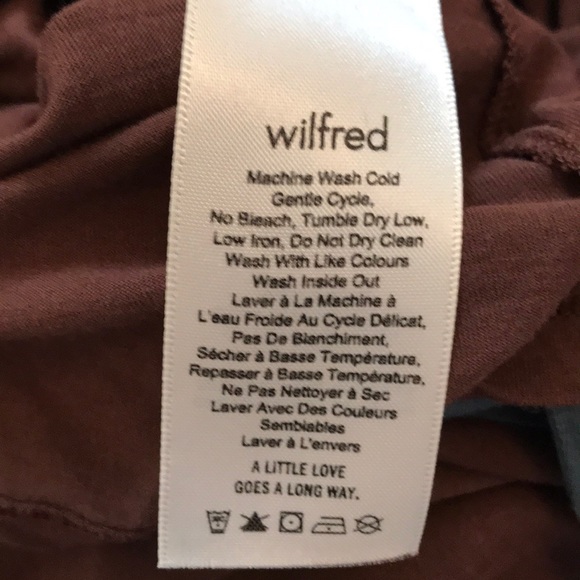 wilfred
Machine Wash Cold
Gentle Cycle,
No Bleach, Tumble Dry Low,
Low Iron, Do Not Dry Clean
Wash With Like Colours
Wash Inside Out
Laver à La Machine à
L'eau Froide Au Cycle Délicat,
Pas De Blanchiment,
Sécher à Basse Température,
Repasser à Basse Température,
Ne Pas Nettoyer à Sec
Laver Avec Des Couleurs
Semblables
Laver à L'envers
A LITTLE LOVE
GOES A LONG WAY.